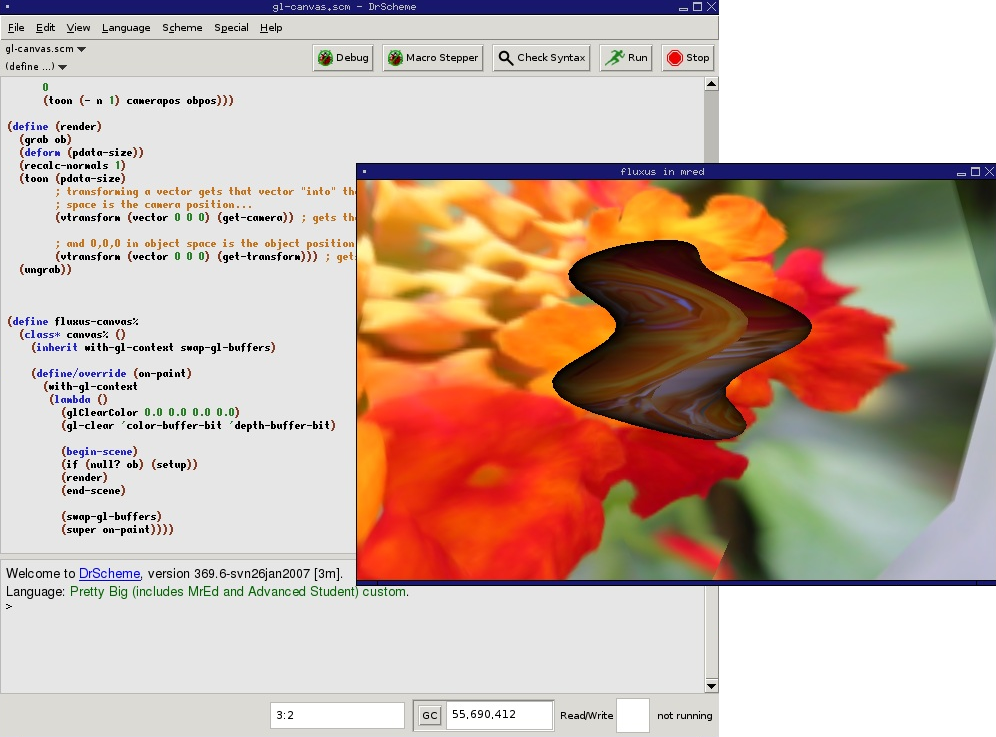 gl-canvas.scm - DrScheme
File Edit View Language Scheme Special Help
gl-canvas.scm
(define ...)
Debug Macro Stepper Check Syntax Run Stop
0
(toon (- n 1) camerapos obpos)))
(define (render)
(grab ob)
(deform (pdata-size))
(recalc-normals 1)
(toon (pdata-size)
; transforming a vector gets that vector "into" the
; space is the camera position...
(vtransform (vector 0 0 0) (get-camera)) ; gets the
; and 0,0,0 in object space is the object position
(vtransform (vector 0 0 0) (get-transform))) ; gets
(ungrab))
(define fluxus-canvas%
(class* canvas% ()
(inherit with-gl-context swap-gl-buffers)
(define/override (on-paint)
(with-gl-context
(lambda ()
(glClearColor 0.0 0.0 0.0 0.0)
(gl-clear 'color-buffer-bit 'depth-buffer-bit)
(begin-scene)
(if (null? ob) (setup))
(render)
(end-scene)
(swap-gl-buffers)
(super on-paint))))
fluxus in mred
Welcome to DrScheme, version 369.6-svn26jan2007 [3m].
Language: Pretty Big (includes MrEd and Advanced Student) custom.
>
3:2 GC 55,690,412 Read/Write not running